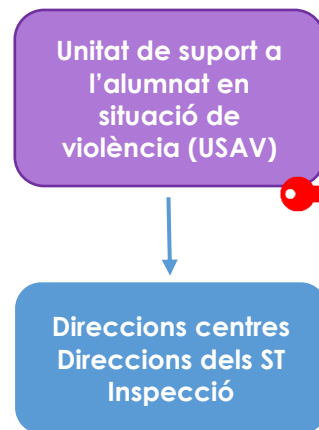 Unitat de suport a
l’alumnat en
situació de
violència (USAV)
Direccions centres
Direccions dels ST
Inspecció